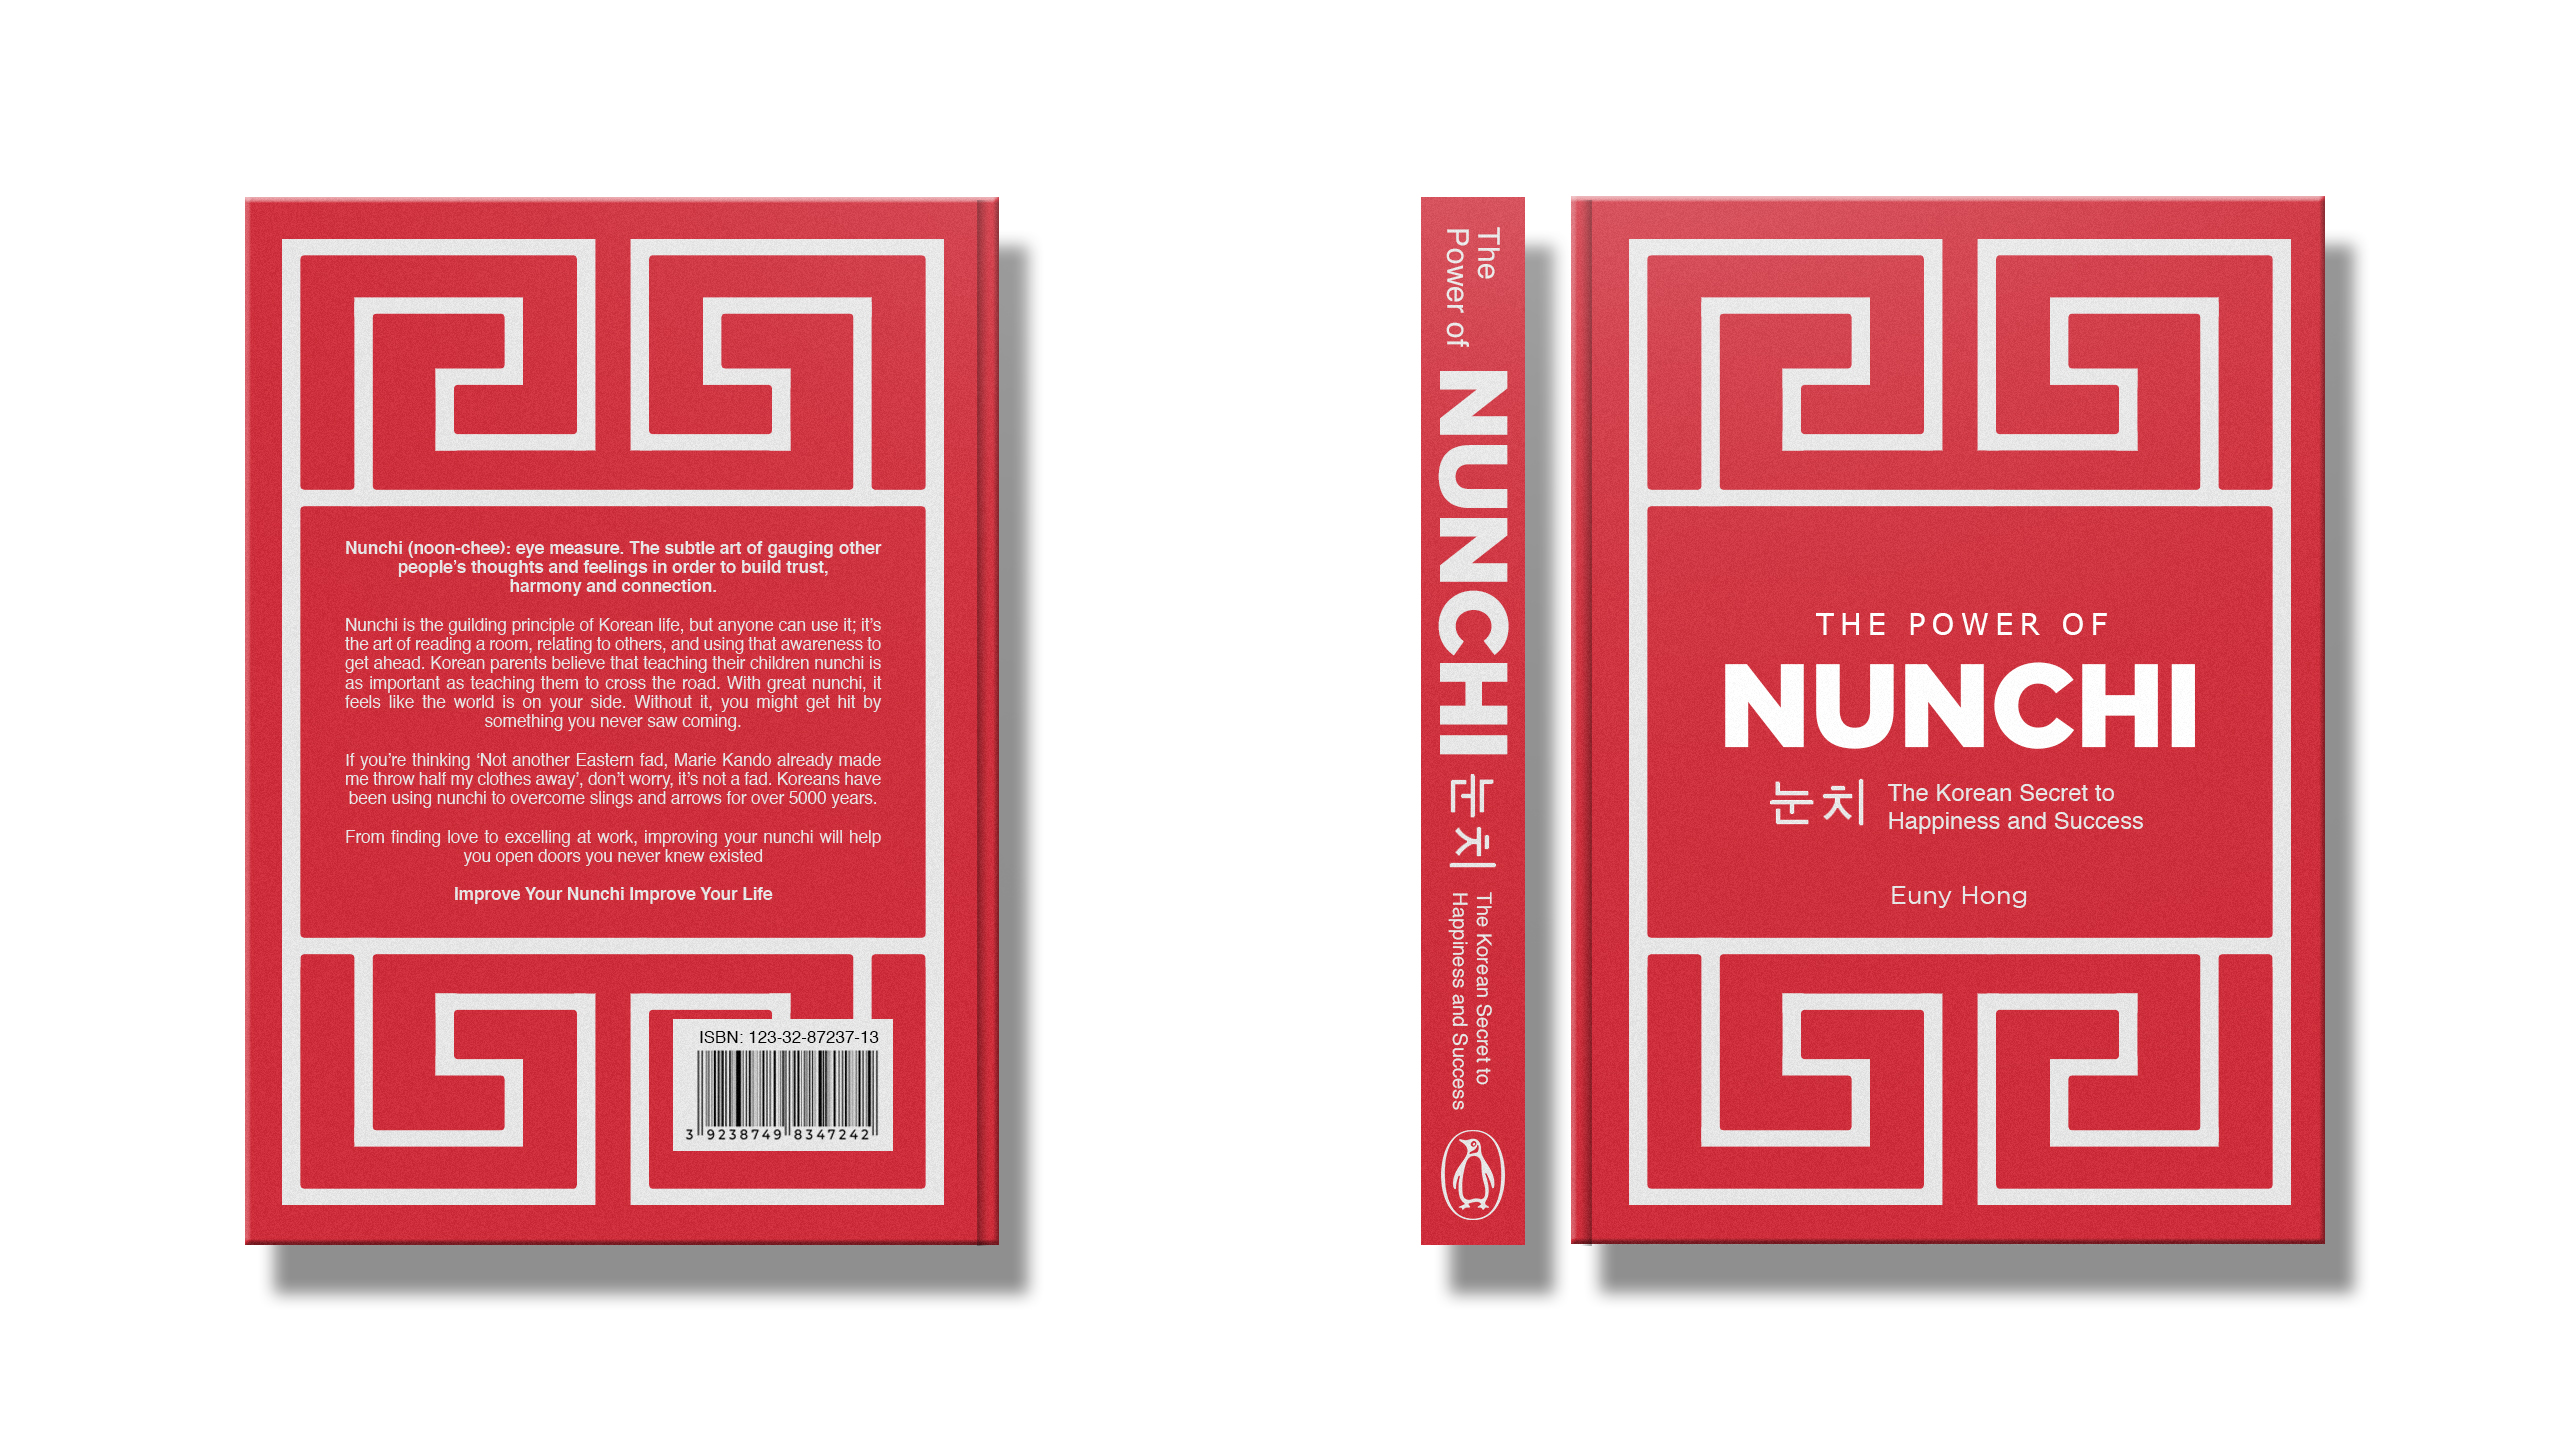 Nunchi (noon-chee): eye measure. The subtle art of gauging other
people's thoughts and feelings in order to build trust,
harmony and connection.
Nunchi is the guilding principle of Korean life, but anyone can use it; it's
the art of reading a room, relating to others, and using that awareness to
get ahead. Korean parents believe that teaching their children nunchi is
as important as teaching them to cross the road. With great nunchi, it
feels like the world is on your side. Without it, you might get hit by
something you never saw coming.
If you're thinking ‘Not another Eastern fad, Marie Kando already made
me throw half my clothes away’, don't worry, it's not a fad. Koreans have
been using nunchi to overcome slings and arrows for over 5000 years.
From finding love to excelling at work, improving your nunchi will help
you open doors you never knew existed
Improve Your Nunchi Improve Your Life
ISBN: 123-32-87237-13
3 923874 9 8347242
The
Power of
NUNCHI
눈치
The Korean Secret to
Happiness and Success
THE POWER OF
NUNCHI
눈치
The Korean Secret to
Happiness and Success
Euny Hong